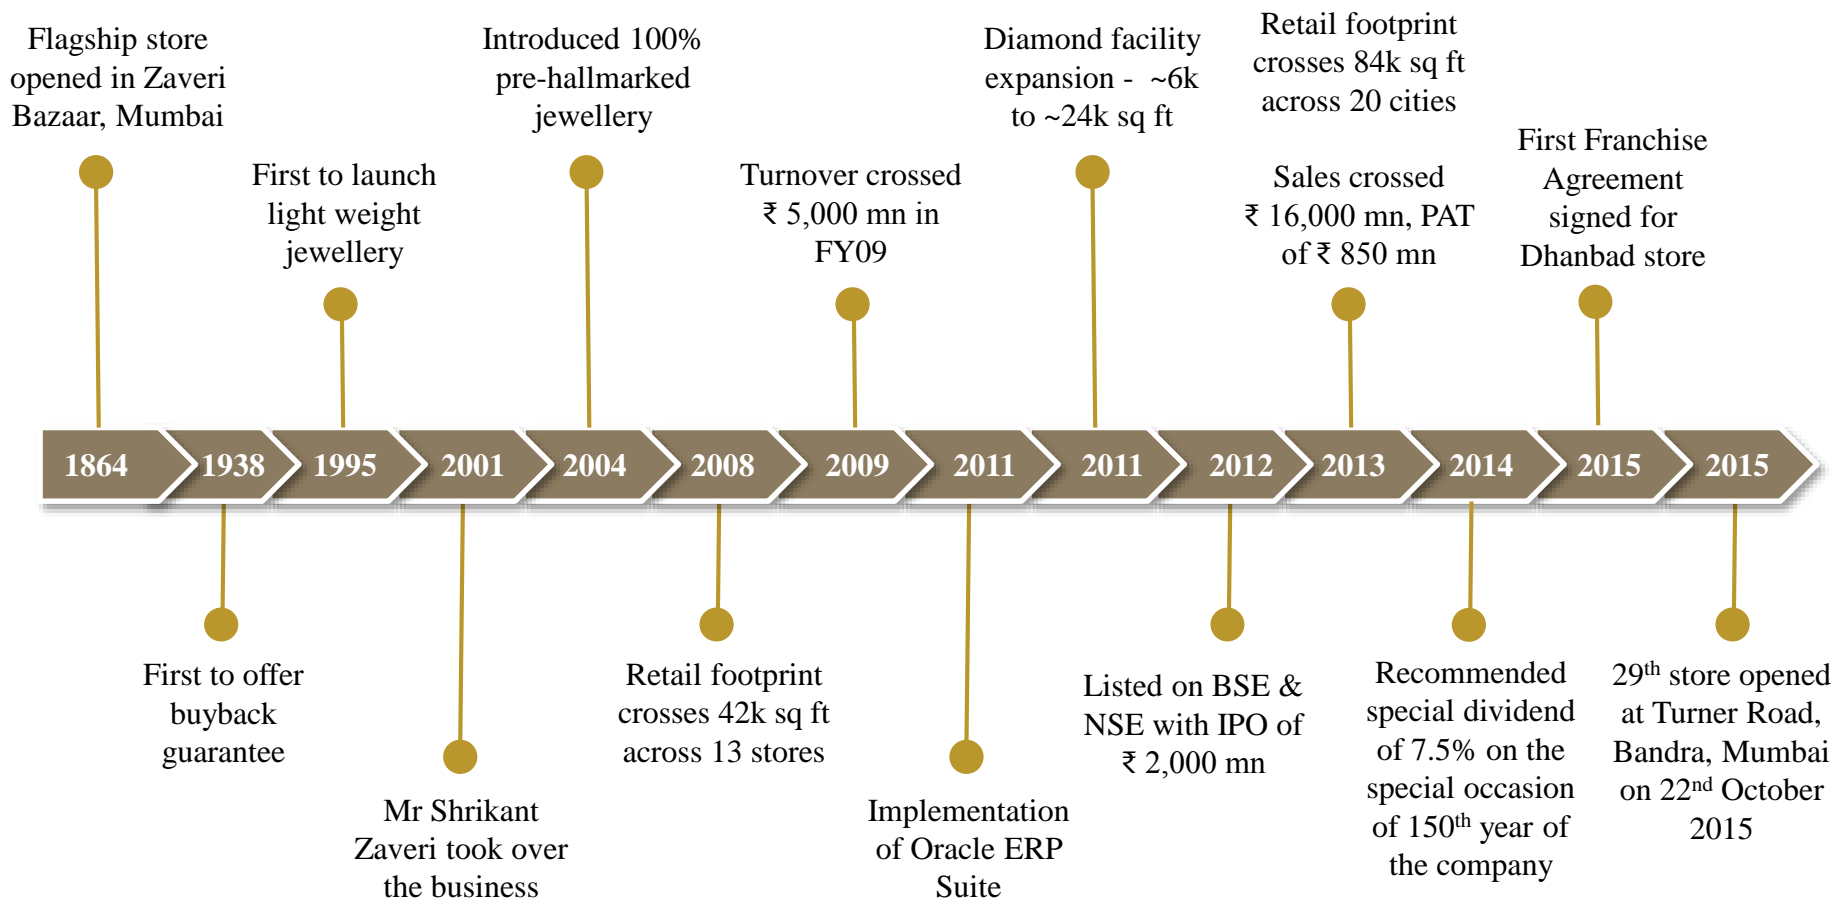 Flagship store
opened in Zaveri
Bazaar, Mumbai
Introduced 100%
pre-hallmarked
jewellery
Diamond facility
expansion -  ~6k
to ~24k sq ft
Retail footprint
crosses 84k sq ft
across 20 cities
First to launch
light weight
jewellery
Turnover crossed
₹ 5,000 mn in
FY09
Sales crossed
₹ 16,000 mn, PAT
of ₹ 850 mn
First Franchise
Agreement
signed for
Dhanbad store
1864 1938 1995 2001 2004 2008 2009 2011 2011 2012 2013 2014 2015 2015
First to offer
buyback
guarantee
Mr Shrikant
Zaveri took over
the business
Retail footprint
crosses 42k sq ft
across 13 stores
Implementation
of Oracle ERP
Suite
Listed on BSE &
NSE with IPO of
₹ 2,000 mn
Recommended
special dividend
of 7.5% on the
special occasion
of 150th year of
the company
29th store opened
at Turner Road,
Bandra, Mumbai
on 22nd October
2015